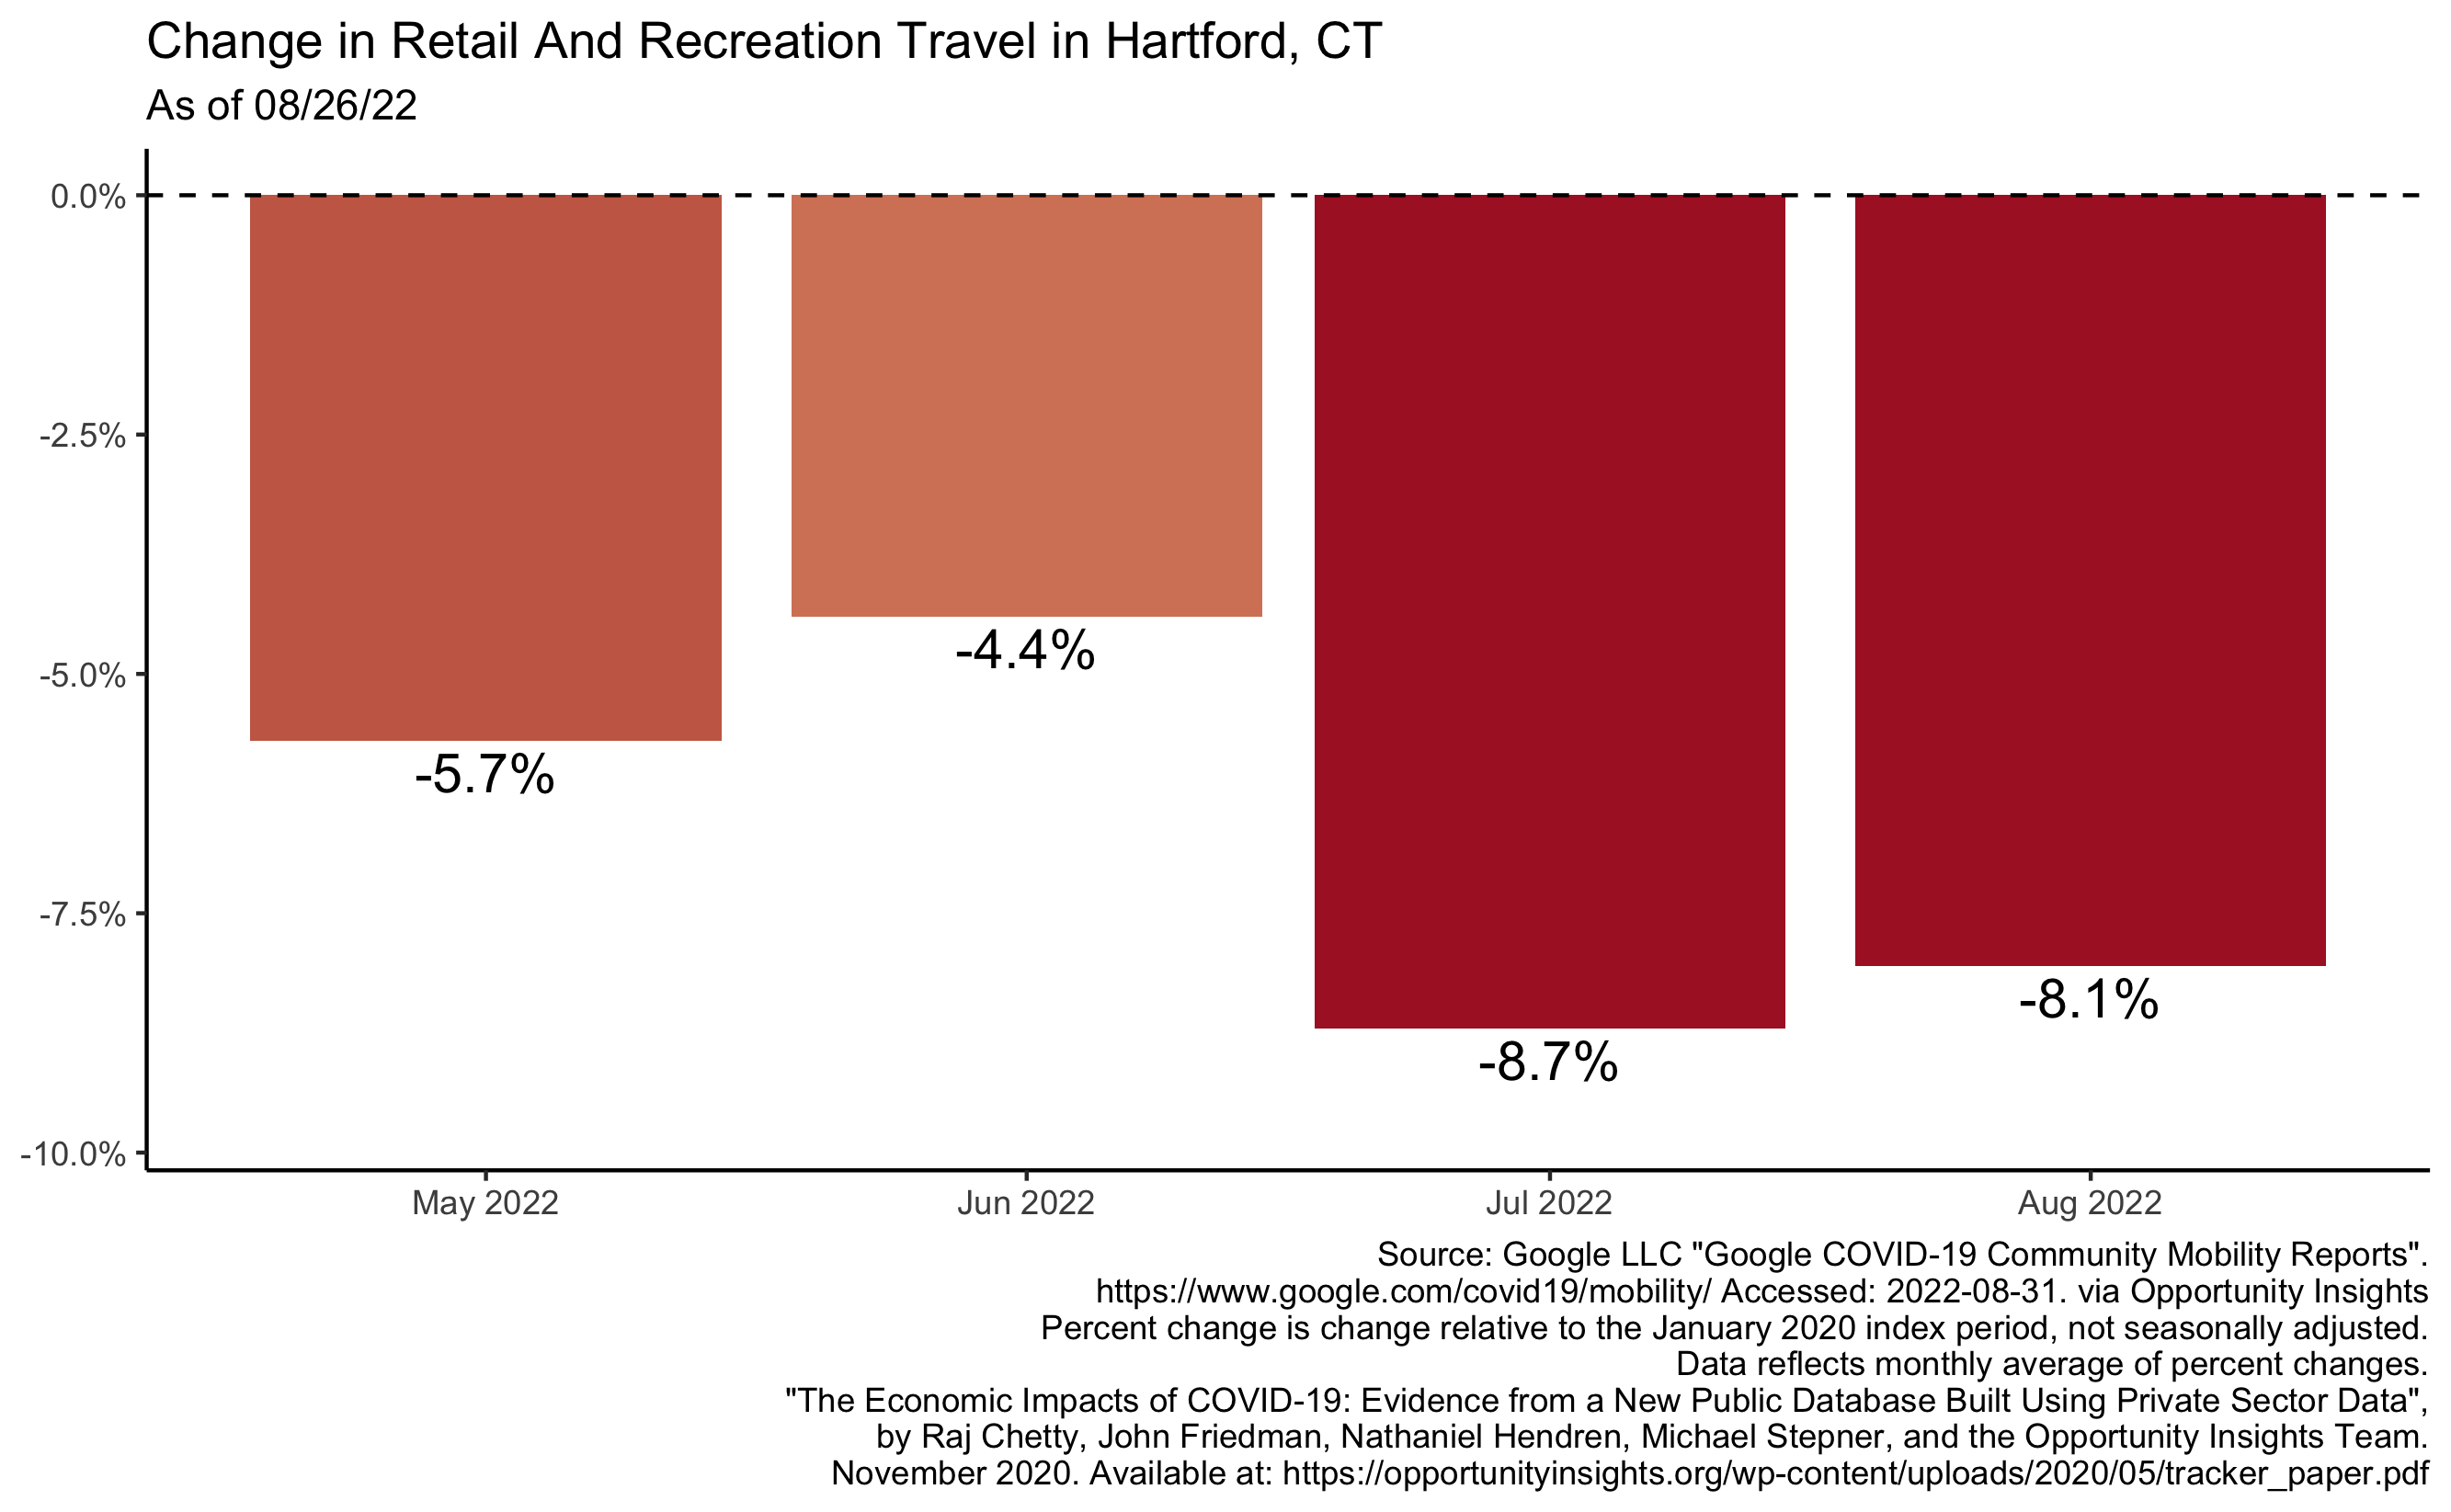 Change in Retail And Recreation Travel in Hartford, CT
As of 08/26/22
0.0%
-2.5%
-5.0%
-7.5%
-10.0%
-5.7%
-4.4%
-8.7%
-8.1%
May 2022
Jun 2022
Jul 2022
Aug 2022
Source: Google LLC "Google COVID-19 Community Mobility Reports".
https://www.google.com/covid19/mobility/ Accessed: 2022-08-31. via Opportunity Insights
Percent change is change relative to the January 2020 index period, not seasonally adjusted.
Data reflects monthly average of percent changes.
"The Economic Impacts of COVID-19: Evidence from a New Public Database Built Using Private Sector Data",
by Raj Chetty, John Friedman, Nathaniel Hendren, Michael Stepner, and the Opportunity Insights Team.
November 2020. Available at: https://opportunityinsights.org/wp-content/uploads/2020/05/tracker_paper.pdf